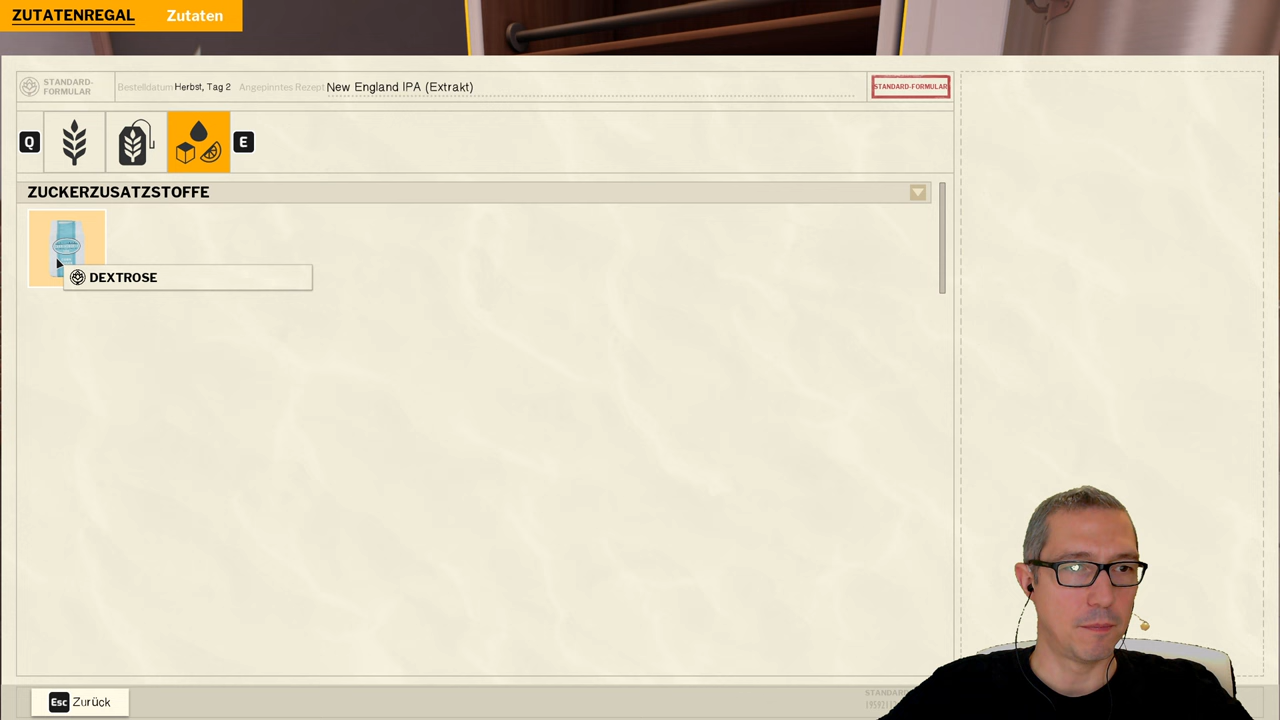 ZUTATENREGAL Zutaten
STANDARD-
FORMULAR
Bestelldatum Herbst, Tag 2 Angepinntes Rezept New England IPA (Extrakt)
STANDARD-FORMULAR
Q E
ZUCKERZUSATZSTOFFE
DEXTROSE
Esc Zurück
STANDARD